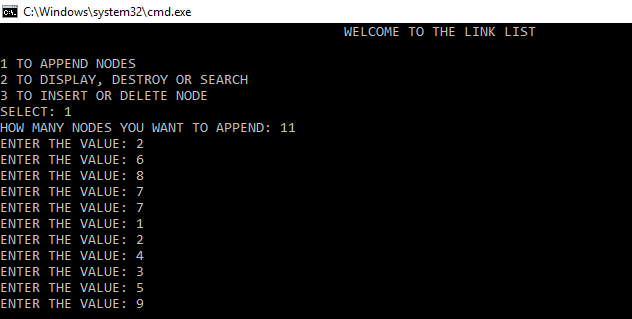 C:\Windows\system32\cmd.exe
WELCOME TO THE LINK LIST
1 TO APPEND NODES
2 TO DISPLAY, DESTROY OR SEARCH
3 TO INSERT OR DELETE NODE
SELECT: 1
HOW MANY NODES YOU WANT TO APPEND: 11
ENTER THE VALUE: 2
ENTER THE VALUE: 6
ENTER THE VALUE: 8
ENTER THE VALUE: 7
ENTER THE VALUE: 7
ENTER THE VALUE: 1
ENTER THE VALUE: 2
ENTER THE VALUE: 4
ENTER THE VALUE: 3
ENTER THE VALUE: 5
ENTER THE VALUE: 9